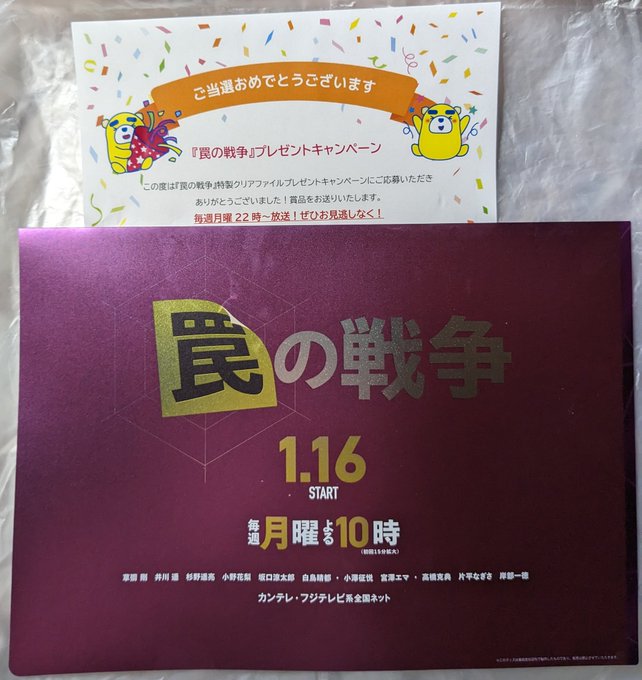 ご当選おめでとうございます
『罠の戦争』プレゼントキャンペーン
この度は『罠の戦争』特製クリアファイルプレゼントキャンペーンにご応募いただき
ありがとうございました！賞品をお送りいたします。
毎週月曜22時～放送！ぜひお見逃しなく！
罠の戦争
1.16
START
毎週月曜よる10時
(初回15分拡大)
草彅 剛 井川 遥 杉野遥亮 小野花梨 坂口涼太郎 白鳥晴都・小澤征悦 宮澤エマ・高橋克典 片平なぎさ 岸部一徳
カンテレ・フジテレビ系全国ネット